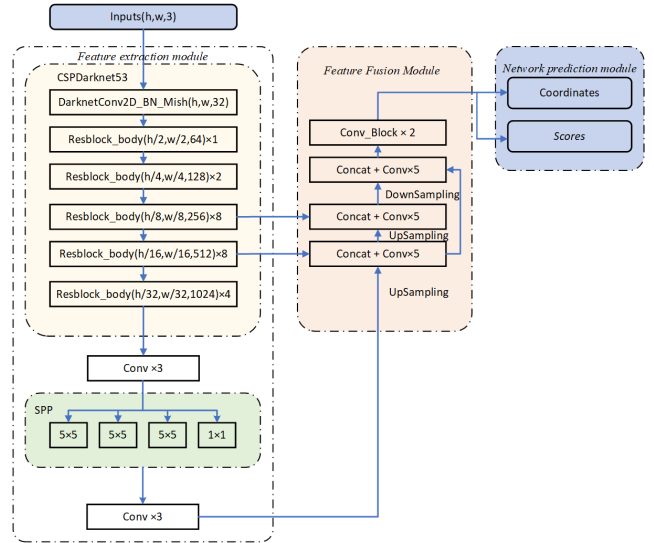 Inputs(h,w,3)
Feature extraction module
CSPDarknet53
DarknetConv2D_BN_Mish(h,w,32)
Resblock_body(h/2,w/2,64)×1
Resblock_body(h/4,w/4,128)×2
Resblock_body(h/8,w/8,256)×8
Resblock_body(h/16,w/16,512)×8
Resblock_body(h/32,w/32,1024)×4
Conv ×3
SPP
5×5 5×5 5×5 1×1
Conv ×3
Feature Fusion Module
Conv_Block × 2
Concat + Conv×5
DownSampling
Concat + Conv×5
UpSampling
Concat + Conv×5
UpSampling
Network prediction module
Coordinates
Scores